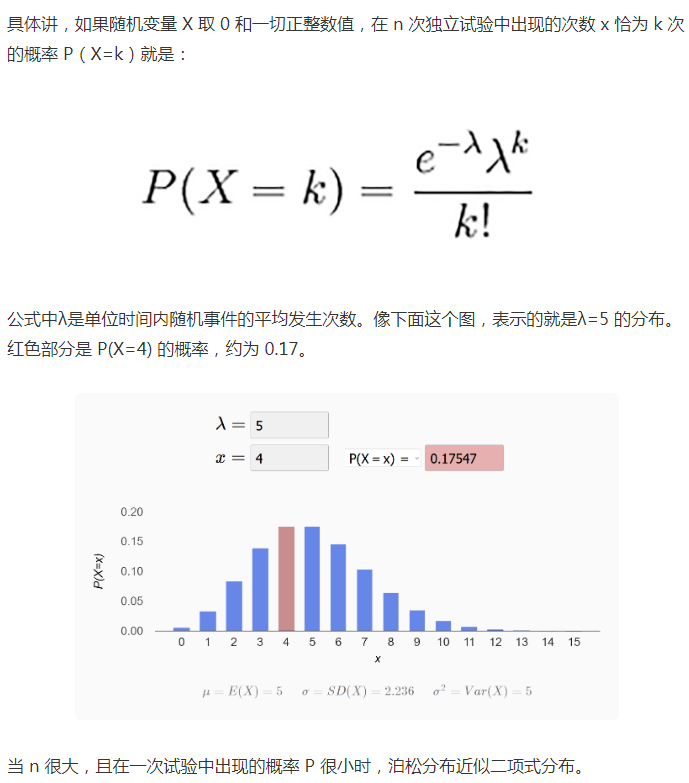 具体讲，如果随机变量 X 取 0 和一切正整数值，在 n 次独立试验中出现的次数 x 恰为 k 次
的概率 P（X=k）就是：
P(X = k) = \frac{e^{-λ}λ^k}{k!}
公式中λ是单位时间内随机事件的平均发生次数。像下面这个图，表示的就是λ=5 的分布。
红色部分是 P(X=4) 的概率，约为 0.17。
λ = 5
x = 4 P(X = x) = 0.17547
0.20
0.15
0.10
0.05
0.00
P(X=x)
0 1 2 3 4 5 6 7 8 9 10 11 12 13 14 15
x
μ = E(X) = 5 σ = SD(X) = 2.236 σ² = Var(X) = 5
当 n 很大，且在一次试验中出现的概率 P 很小时，泊松分布近似二项式分布。